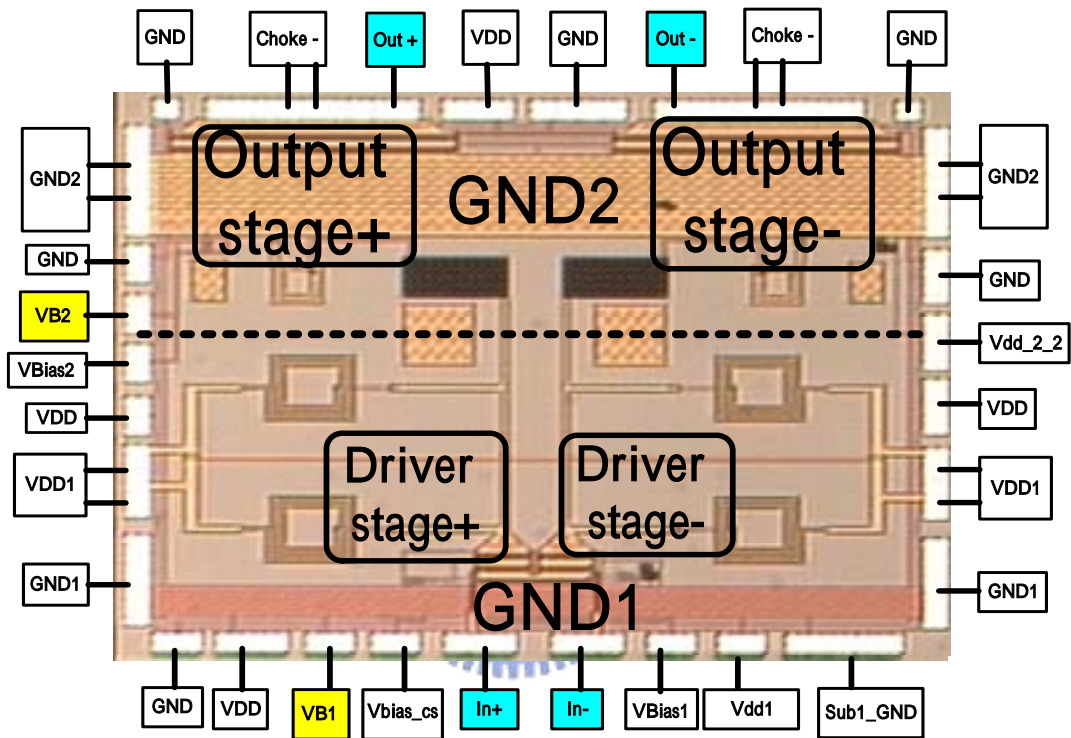 GND
Choke -
Out +
VDD
GND
Out -
Choke -
GND
Output
stage+
Output
stage-
GND2
GND2
GND2
GND
GND
VB2
Vdd_2_2
VBias2
VDD
VDD
VDD1
VDD1
Driver
stage+
Driver
stage-
GND1
GND1
GND1
GND
VDD
VB1
Vbias_cs
In+
In-
VBias1
Vdd1
Sub1_GND